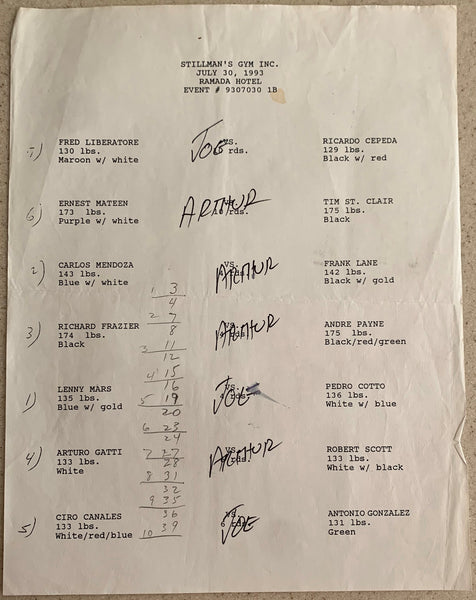 STILLMAN'S GYM INC.
JULY 30, 1993
RAMADA HOTEL
EVENT # 9307030 1B
7) FRED LIBERATORE JOE vs. RICARDO CEPEDA
130 lbs. rds. 129 lbs.
Maroon w/ white Black w/ red
6) ERNEST MATEEN ARTHUR TIM ST. CLAIR
173 lbs. rds. 175 lbs.
Purple w/ white Black
2) CARLOS MENDOZA vs. ARTHUR FRANK LANE
143 lbs. 142 lbs.
Blue w/ white Black w/ gold
1 3
4
2 7
8
3) RICHARD FRAZIER ARTHUR ANDRE PAYNE
174 lbs. 175 lbs.
Black Black/red/green
3 11
12
4 15
16
1) LENNY MARS vs. JOE PEDRO COTTO
135 lbs. 136 lbs.
Blue w/ gold White w/ blue
5 19
20
6 23
24
4) ARTURO GATTI ARTHUR ROBERT SCOTT
133 lbs. 133 lbs.
White White w/ black
7 27
28
8 31
32
9 35
36
5) CIRO CANALES vs. JOE ANTONIO GONZALEZ
133 lbs. 6 rds. 131 lbs.
White/red/blue Green
10 39